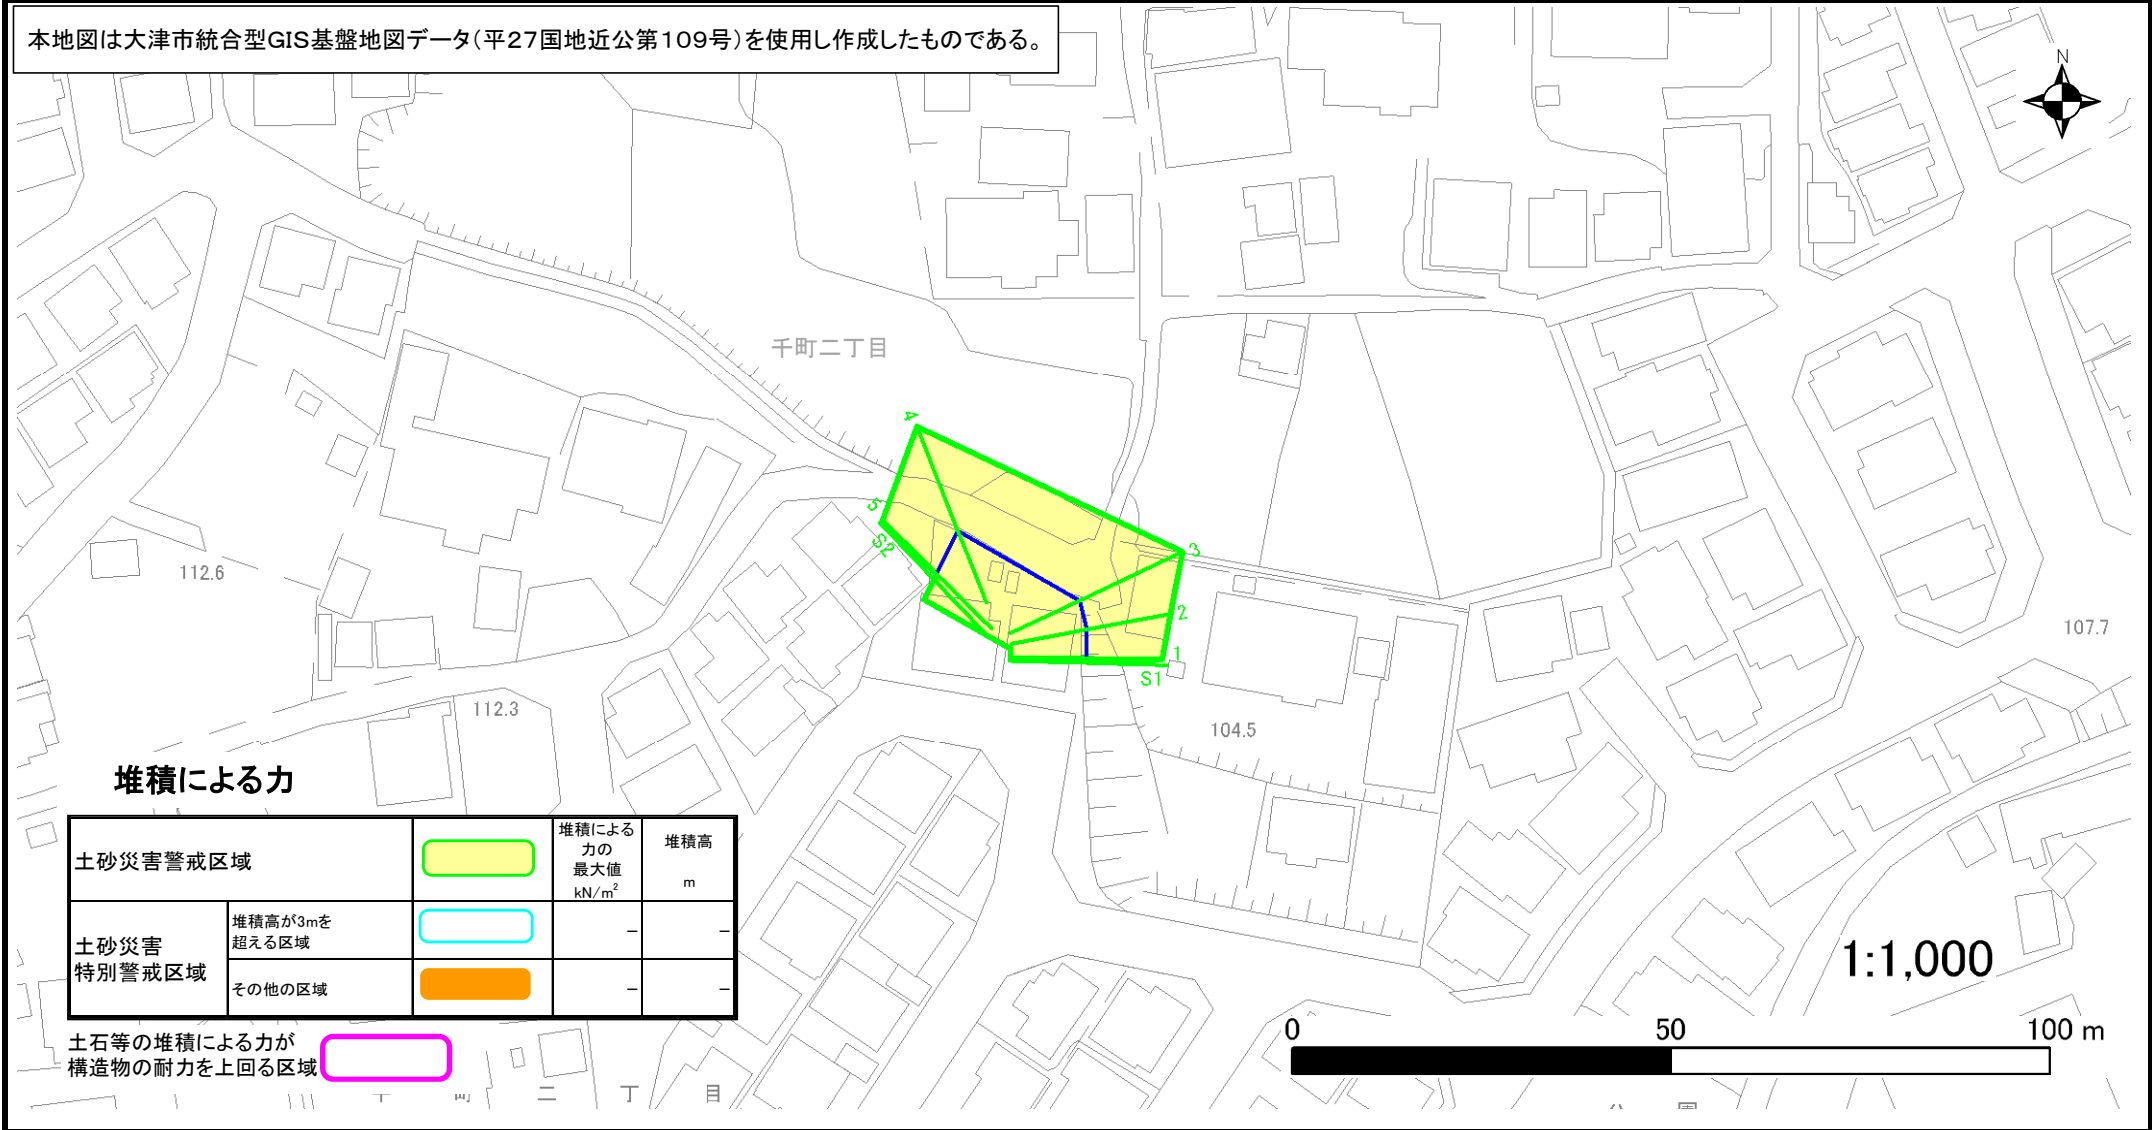 本地図は大津市統合型GIS基盤地図データ(平27国地近公第109号)を使用し作成したものである。
N
千町二丁目
4
5
S2
3
2
1
S1
112.6
107.7
112.3
104.5
堆積による力
土砂災害警戒区域
堆積による
力の
最大値
kN/m²
堆積高
m
土砂災害
特別警戒区域
堆積高が3mを
超える区域
－
－
その他の区域
－
－
土石等の堆積による力が
構造物の耐力を上回る区域
1:1,000
0 50 100 m
二 丁 目